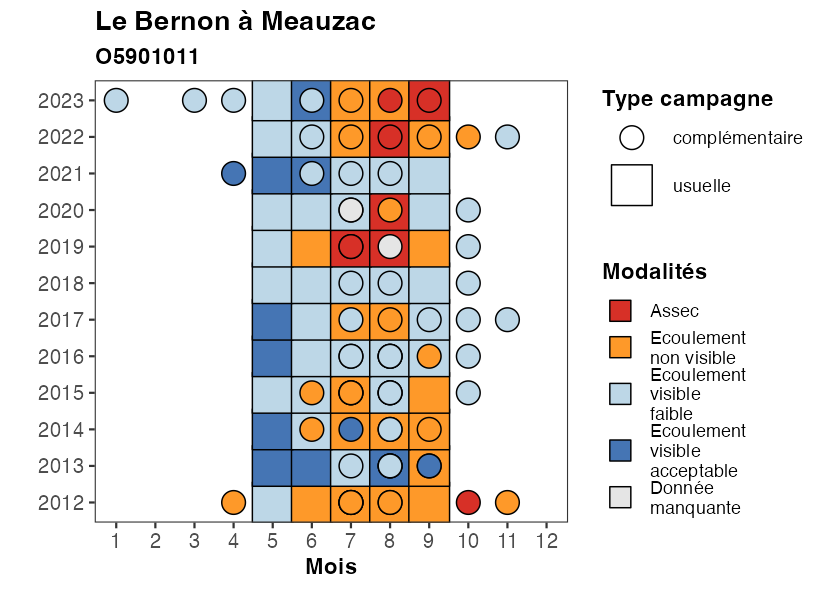 Le Bernon à Meauzac
O5901011
2023
2022
2021
2020
2019
2018
2017
2016
2015
2014
2013
2012
1 2 3 4 5 6 7 8 9 10 11 12
Mois
Type campagne
complémentaire
usuelle
Modalités
Assec
Ecoulement
non visible
Ecoulement
visible
faible
Ecoulement
visible
acceptable
Donnée
manquante